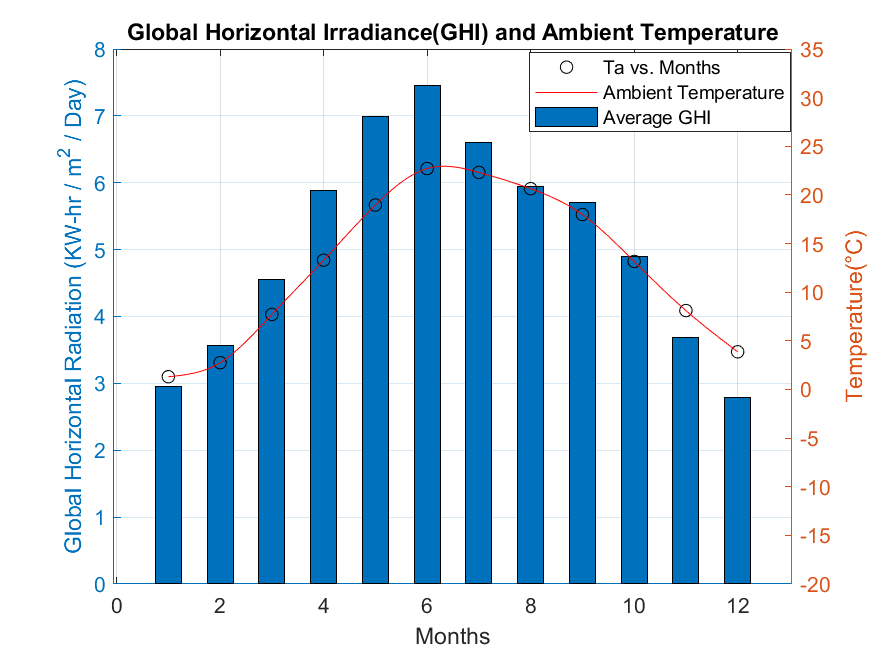 Global Horizontal Irradiance(GHI) and Ambient Temperature
Ta vs. Months
Ambient Temperature
Average GHI
Global Horizontal Radiation (KW-hr / m² / Day)
8
7
6
5
4
3
2
1
0
35
30
25
20
15
10
5
0
-5
-10
-15
-20
Temperature(°C)
0 2 4 6 8 10 12
Months